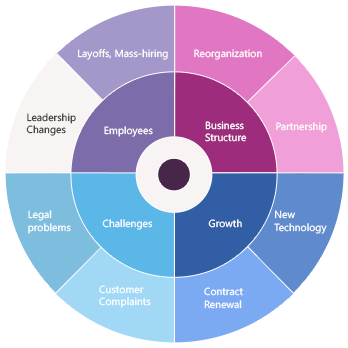 Layoffs, Mass-hiring
Reorganization
Leadership
Changes
Employees
Business
Structure
Partnership
Legal
problems
Challenges
Growth
New
Technology
Customer
Complaints
Contract
Renewal